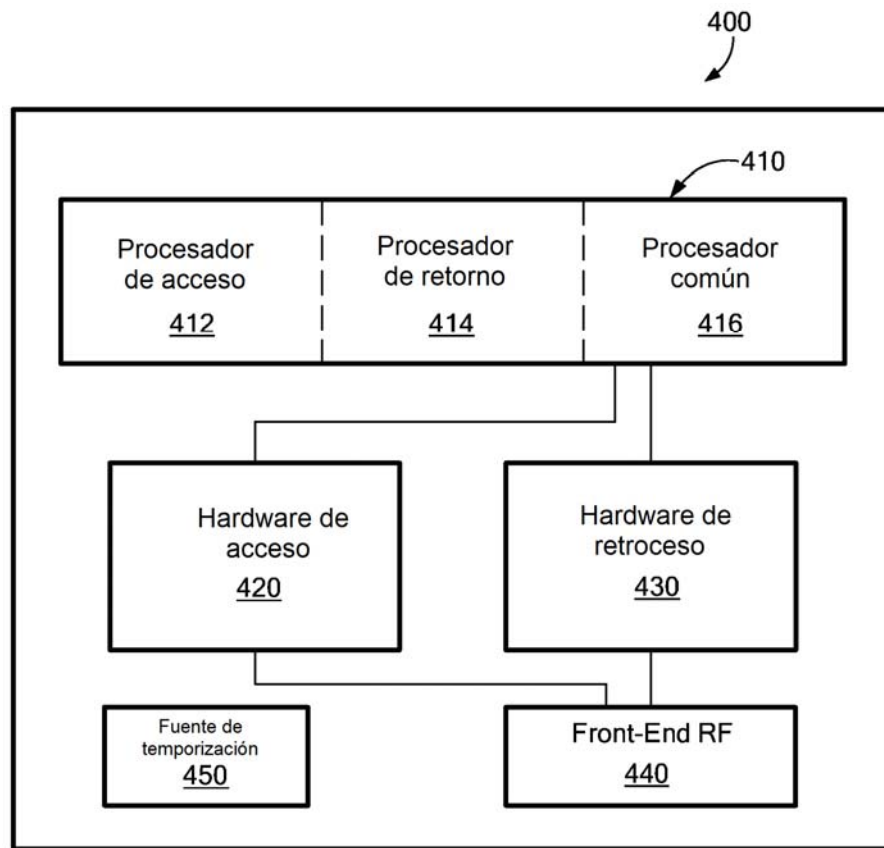 400
410
Procesador
de acceso
412
Procesador
de retorno
414
Procesador
común
416
Hardware de
acceso
420
Hardware de
retroceso
430
Fuente de
temporización
450
Front-End RF
440